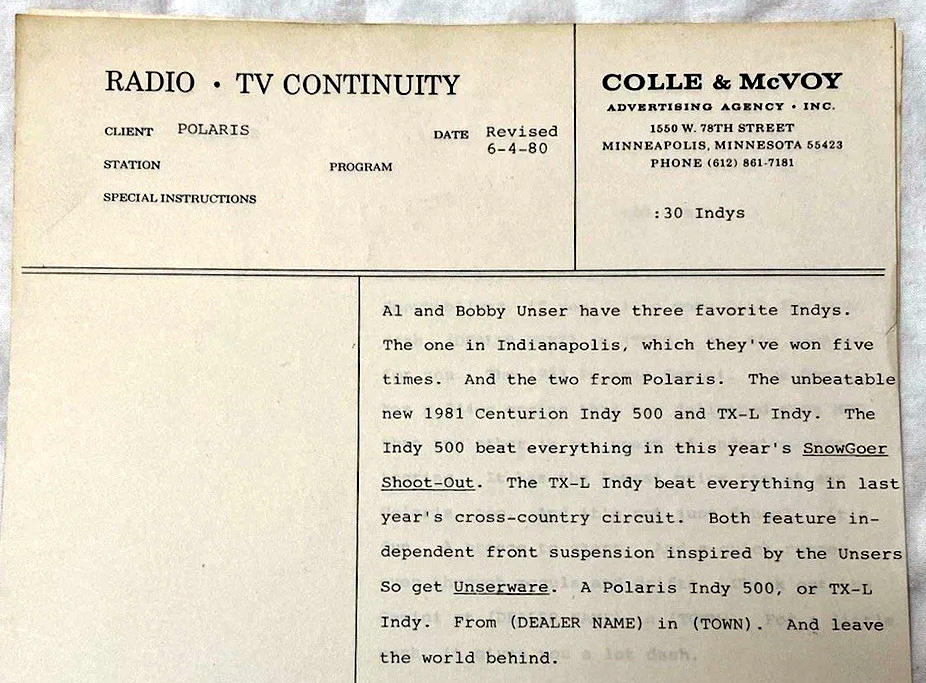 RADIO • TV CONTINUITY
CLIENT POLARIS
DATE Revised
6-4-80
STATION
PROGRAM
SPECIAL INSTRUCTIONS
COLLE & McVOY
ADVERTISING AGENCY • INC.
1550 W. 78TH STREET
MINNEAPOLIS, MINNESOTA 55423
PHONE (612) 861-7181
:30 Indys
Al and Bobby Unser have three favorite Indys.
The one in Indianapolis, which they've won five
times. And the two from Polaris. The unbeatable
new 1981 Centurion Indy 500 and TX-L Indy. The
Indy 500 beat everything in this year's SnowGoer
Shoot-Out. The TX-L Indy beat everything in last
year's cross-country circuit. Both feature in-
dependent front suspension inspired by the Unsers
So get Unserware. A Polaris Indy 500, or TX-L
Indy. From (DEALER NAME) in (TOWN). And leave
the world behind.